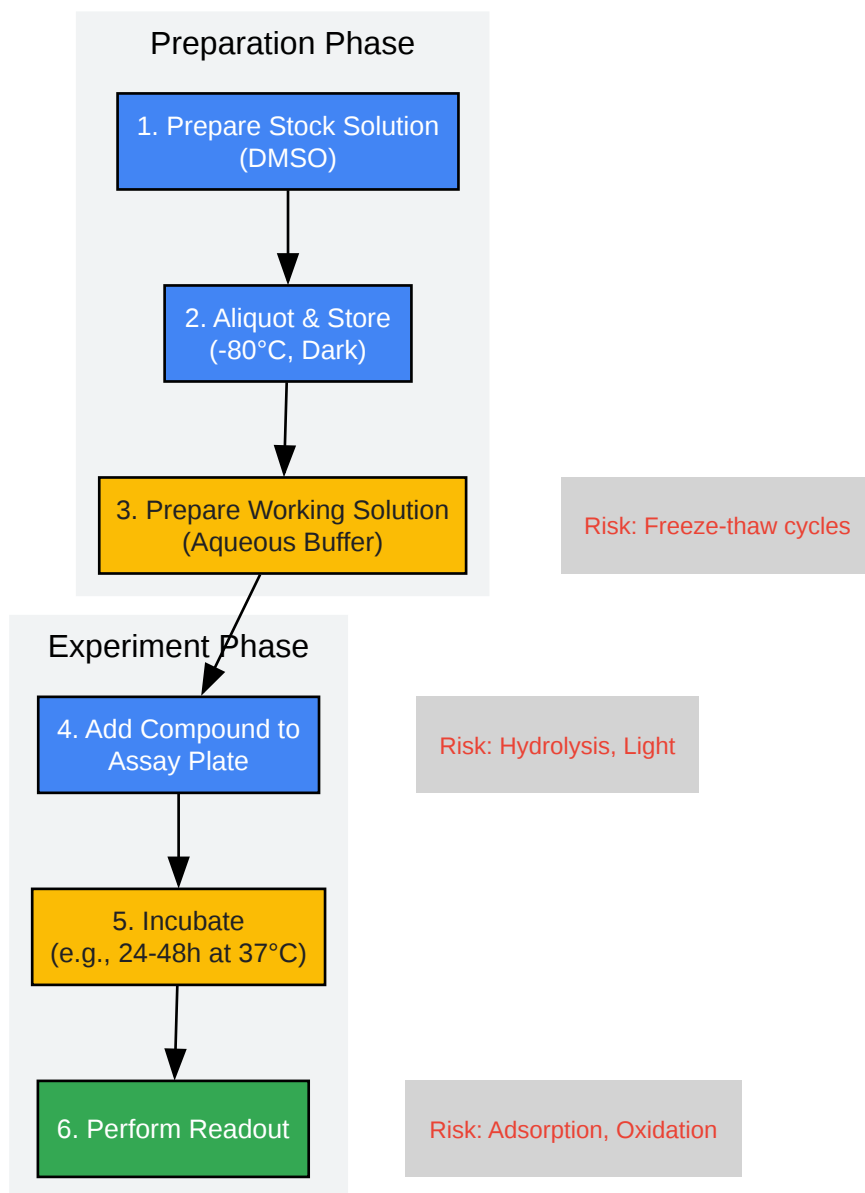 Preparation Phase
1. Prepare Stock Solution
(DMSO)
2. Aliquot & Store
(-80°C, Dark)
3. Prepare Working Solution
(Aqueous Buffer)
Risk: Freeze-thaw cycles
Experiment Phase
4. Add Compound to
Assay Plate
Risk: Hydrolysis, Light
5. Incubate
(e.g., 24-48h at 37°C)
6. Perform Readout
Risk: Adsorption, Oxidation